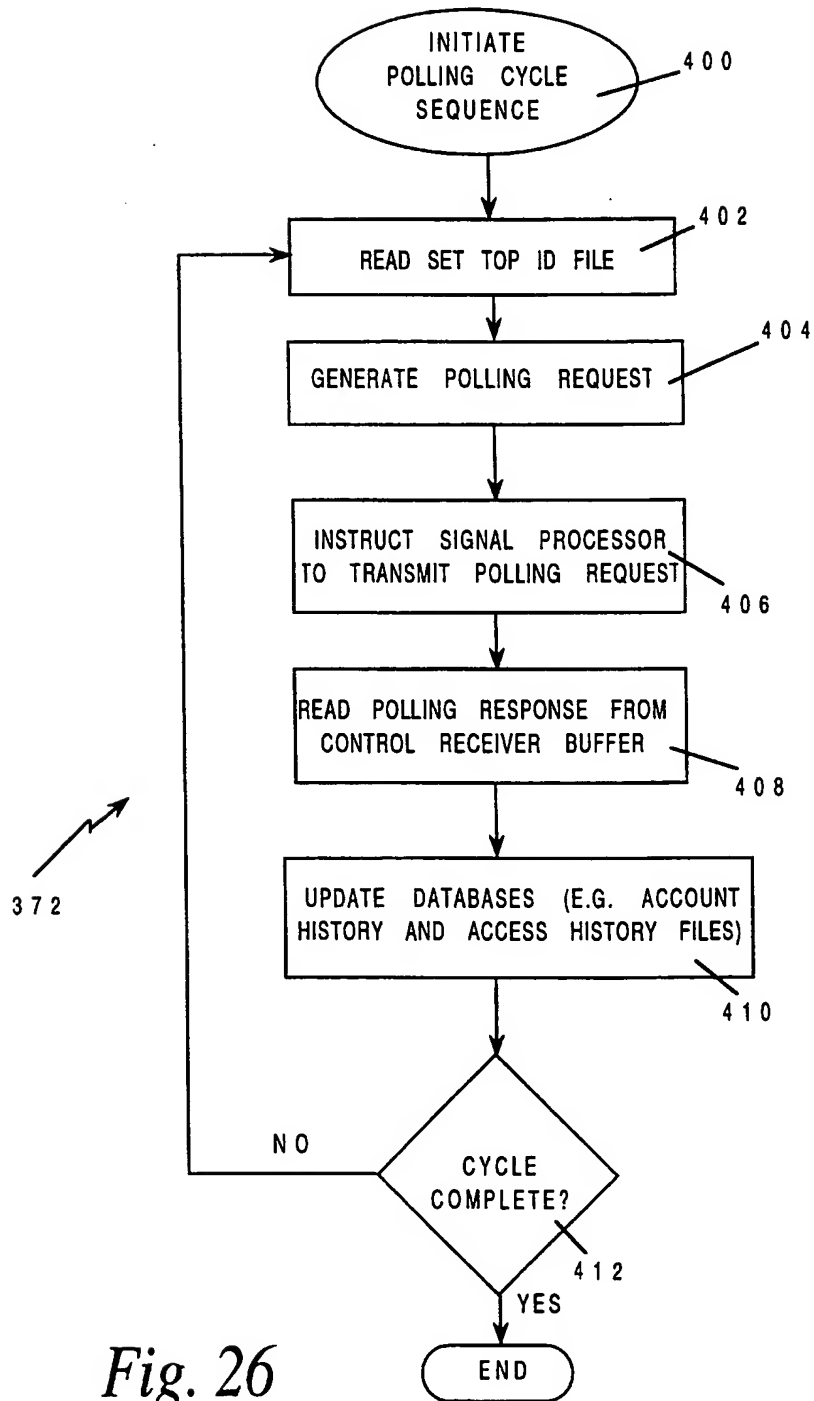 INITIATE
POLLING CYCLE
SEQUENCE
400
402
READ SET TOP ID FILE
404
GENERATE POLLING REQUEST
INSTRUCT SIGNAL PROCESSOR
TO TRANSMIT POLLING REQUEST
406
READ POLLING RESPONSE FROM
CONTROL RECEIVER BUFFER
408
372
UPDATE DATABASES (E.G. ACCOUNT
HISTORY AND ACCESS HISTORY FILES)
410
NO
CYCLE
COMPLETE?
412
YES
END
Fig. 26